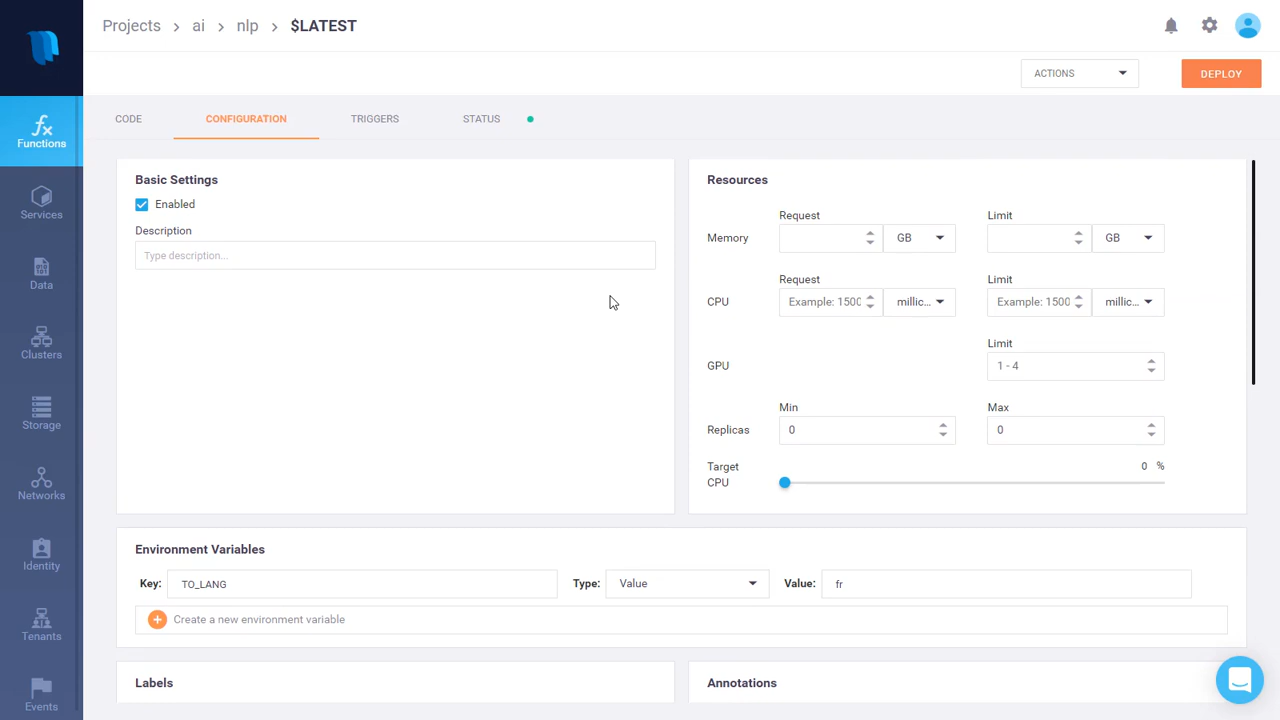 Projects > ai > nlp > $LATEST
ACTIONS
DEPLOY
CODE
CONFIGURATION
TRIGGERS
STATUS
fx
Functions
Services
Data
Clusters
Storage
Networks
Identity
Tenants
Events
Basic Settings
Enabled
Description
Type description...
Resources
Request
Limit
Memory
GB
GB
Request
Limit
CPU
Example: 1500
millic...
Example: 1500
millic...
Limit
GPU
1 - 4
Min
Max
Replicas
0
0
Target
CPU
0 %
Environment Variables
Key: TO_LANG
Type: Value
Value: fr
Create a new environment variable
Labels
Annotations